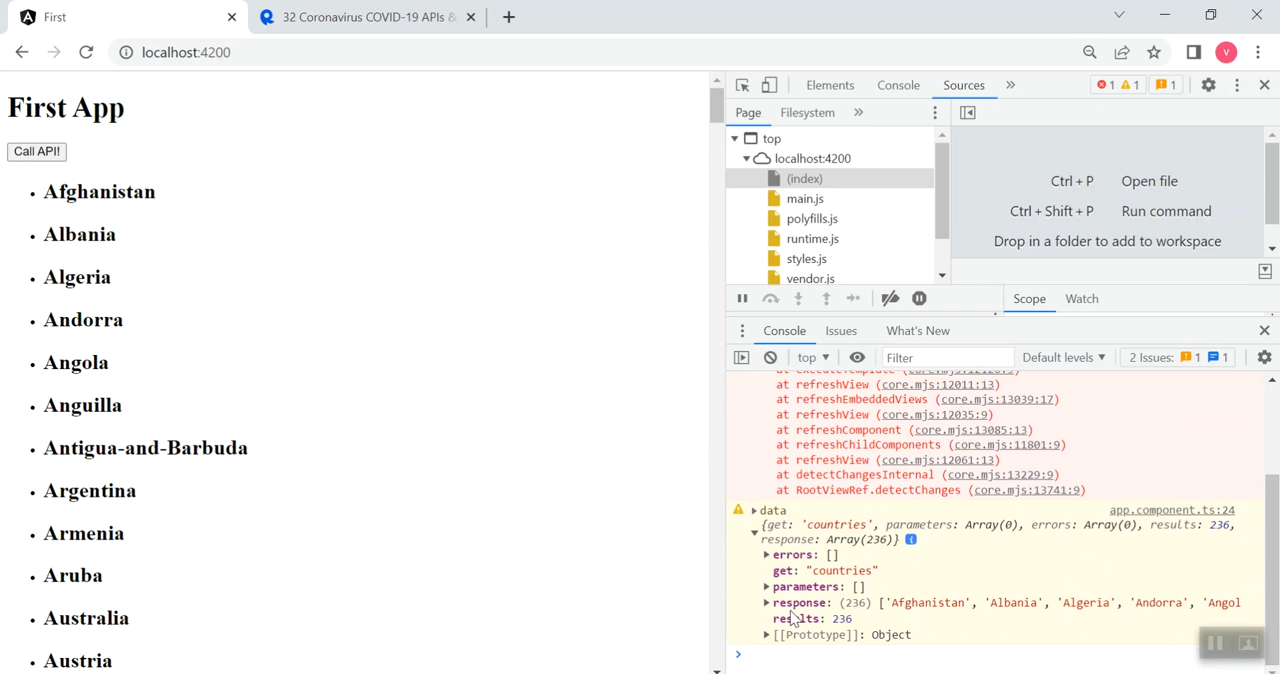 First
32 Coronavirus COVID-19 APIs &
localhost:4200
V
First App
Call API!
• Afghanistan
• Albania
• Algeria
• Andorra
• Angola
• Anguilla
• Antigua-and-Barbuda
• Argentina
• Armenia
• Aruba
• Australia
• Austria
Elements Console Sources » 1 1 1
Page Filesystem »
top
localhost:4200
(index)
main.js
polyfills.js
runtime.js
styles.js
vendor.js
Ctrl + P Open file
Ctrl + Shift + P Run command
Drop in a folder to add to workspace
Scope Watch
Console Issues What's New
top Filter Default levels 2 Issues: 1 1
at refreshView (core.mjs:12011:13)
at refreshEmbeddedViews (core.mjs:13039:17)
at refreshView (core.mjs:12035:9)
at refreshComponent (core.mjs:13085:13)
at refreshChildComponents (core.mjs:11801:9)
at refreshView (core.mjs:12061:13)
at detectChangesInternal (core.mjs:13229:9)
at RootViewRef.detectChanges (core.mjs:13741:9)
data app.component.ts:24
{get: 'countries', parameters: Array(0), errors: Array(0), results: 236,
response: Array(236)} i
errors: []
get: "countries"
parameters: []
response: (236) ['Afghanistan', 'Albania', 'Algeria', 'Andorra', 'Angol
results: 236
[[Prototype]]: Object